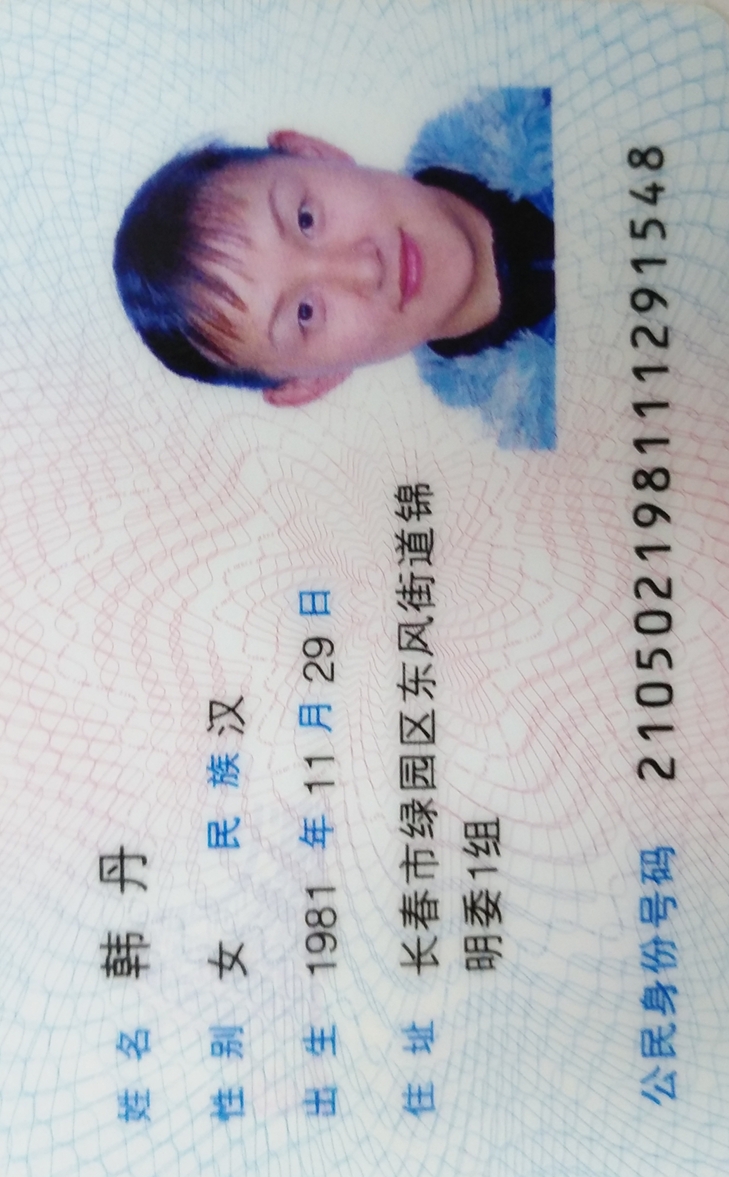 姓名 韩丹
性别 女 民族 汉
出生 1981 年 11 月 29 日
住址 长春市绿园区东风街道锦
明委1组
公民身份号码 210502198111291548